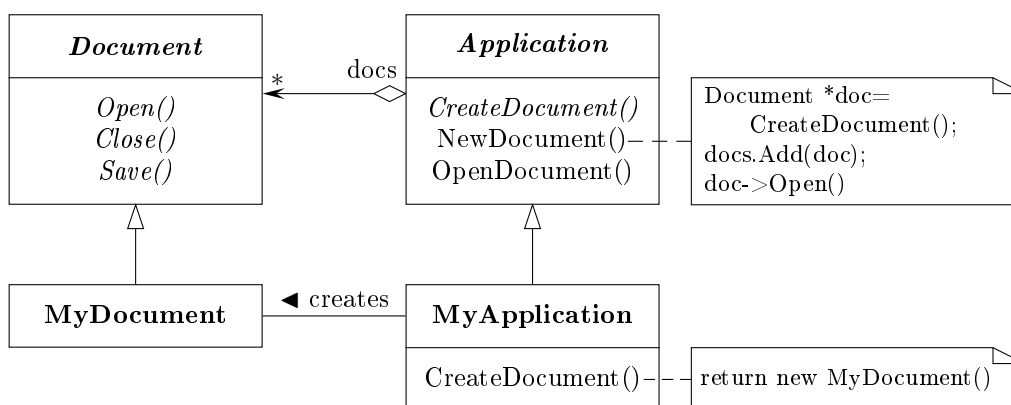 Document
Open()
Close()
Save()
*
docs
Application
CreateDocument()
NewDocument()
OpenDocument()
Document *doc=
CreateDocument();
docs.Add(doc);
doc->Open()
MyDocument
◄ creates
MyApplication
CreateDocument()
return new MyDocument()